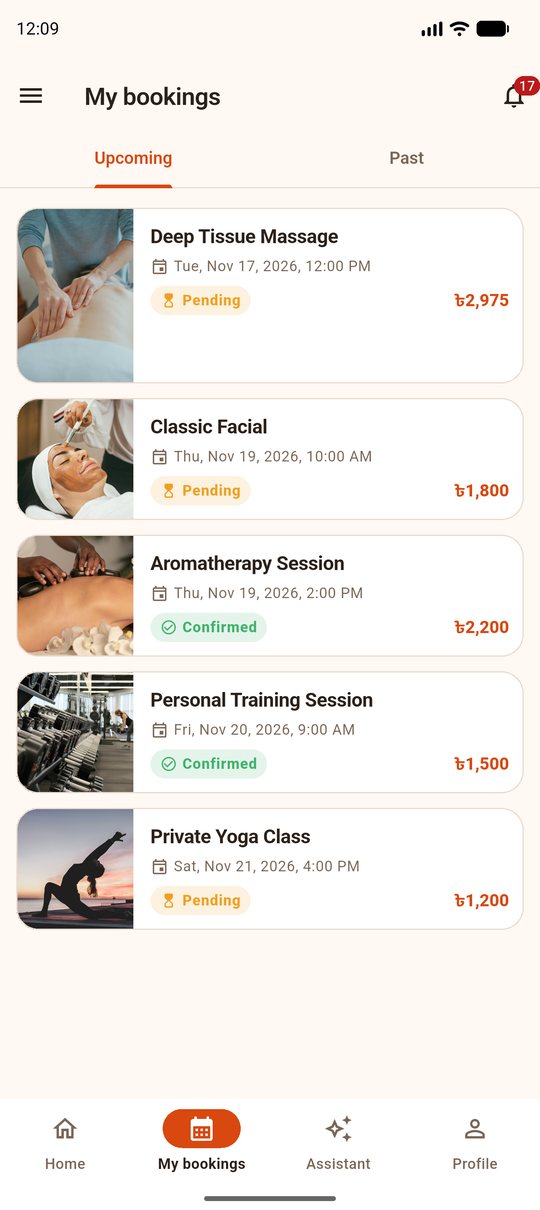 12:09
My bookings
17
Upcoming
Past
Deep Tissue Massage
Tue, Nov 17, 2026, 12:00 PM
Pending
৳2,975
Classic Facial
Thu, Nov 19, 2026, 10:00 AM
Pending
৳1,800
Aromatherapy Session
Thu, Nov 19, 2026, 2:00 PM
Confirmed
৳2,200
Personal Training Session
Fri, Nov 20, 2026, 9:00 AM
Confirmed
৳1,500
Private Yoga Class
Sat, Nov 21, 2026, 4:00 PM
Pending
৳1,200
Home
My bookings
Assistant
Profile